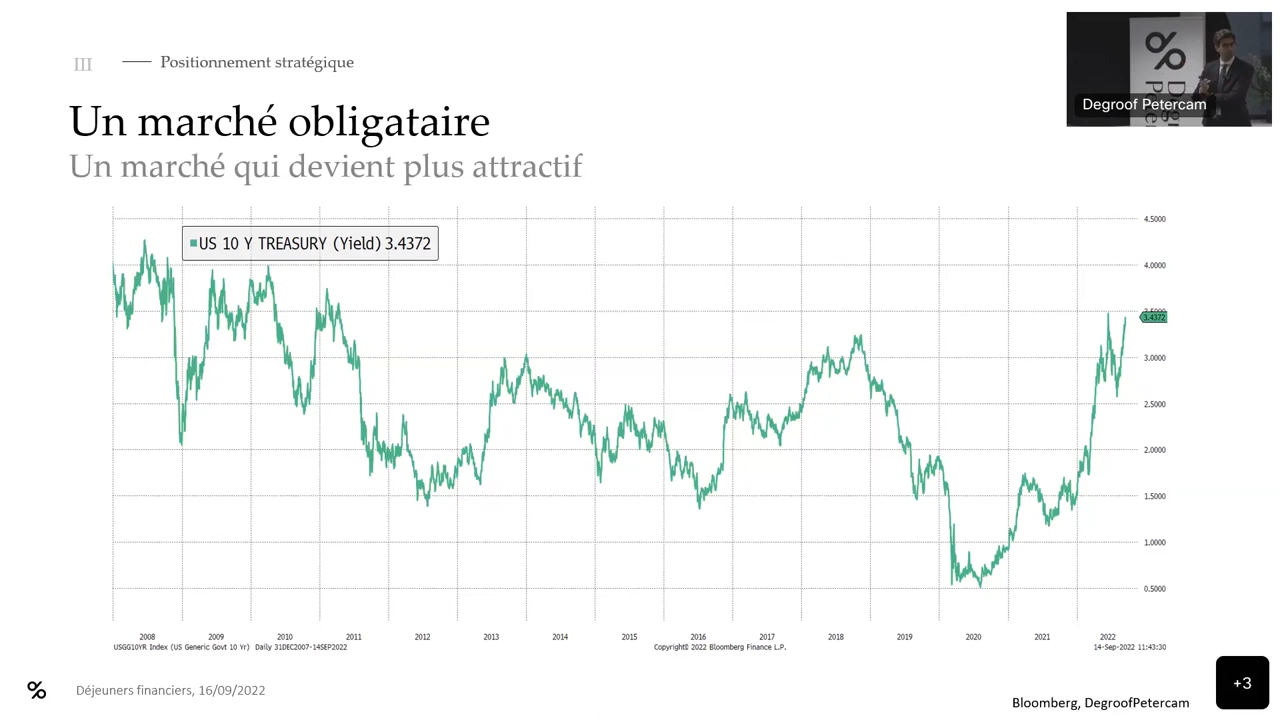 III
Positionnement stratégique
Un marché obligataire
Un marché qui devient plus attractif
Degroof Petercam
US 10 Y TREASURY (Yield) 3.4372
4.5000
4.0000
3.4372
3.0000
2.5000
2.0000
1.5000
1.0000
0.5000
2008 2009 2010 2011 2012 2013 2014 2015 2016 2017 2018 2019 2020 2021 2022
USGG10YR Index (US Generic Govt 10 Yr) Daily 31DEC2007-14SEP2022 Copyright© 2022 Bloomberg Finance L.P. 14-Sep-2022 11:43:30
Déjeuners financiers, 16/09/2022
Bloomberg, DegroofPetercam
+3